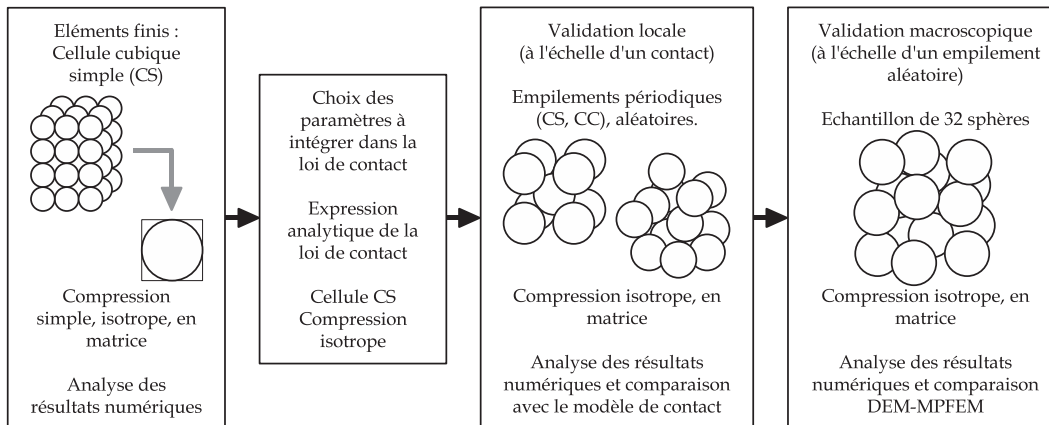 Eléments finis :
Cellule cubique
simple (CS)
Compression
simple, isotrope, en
matrice
Analyse des
résultats numériques
Choix des
paramètres à
intégrer dans la
loi de contact
Expression
analytique de la
loi de contact
Cellule CS
Compression
isotrope
Validation locale
(à l'échelle d'un contact)
Empilements périodiques
(CS, CC), aléatoires.
Compression isotrope, en
matrice
Analyse des résultats
numériques et comparaison
avec le modèle de contact
Validation macroscopique
(à l'échelle d'un empilement
aléatoire)
Echantillon de 32 sphères
Compression isotrope, en
matrice
Analyse des résultats
numériques et comparaison
DEM-MPFEM